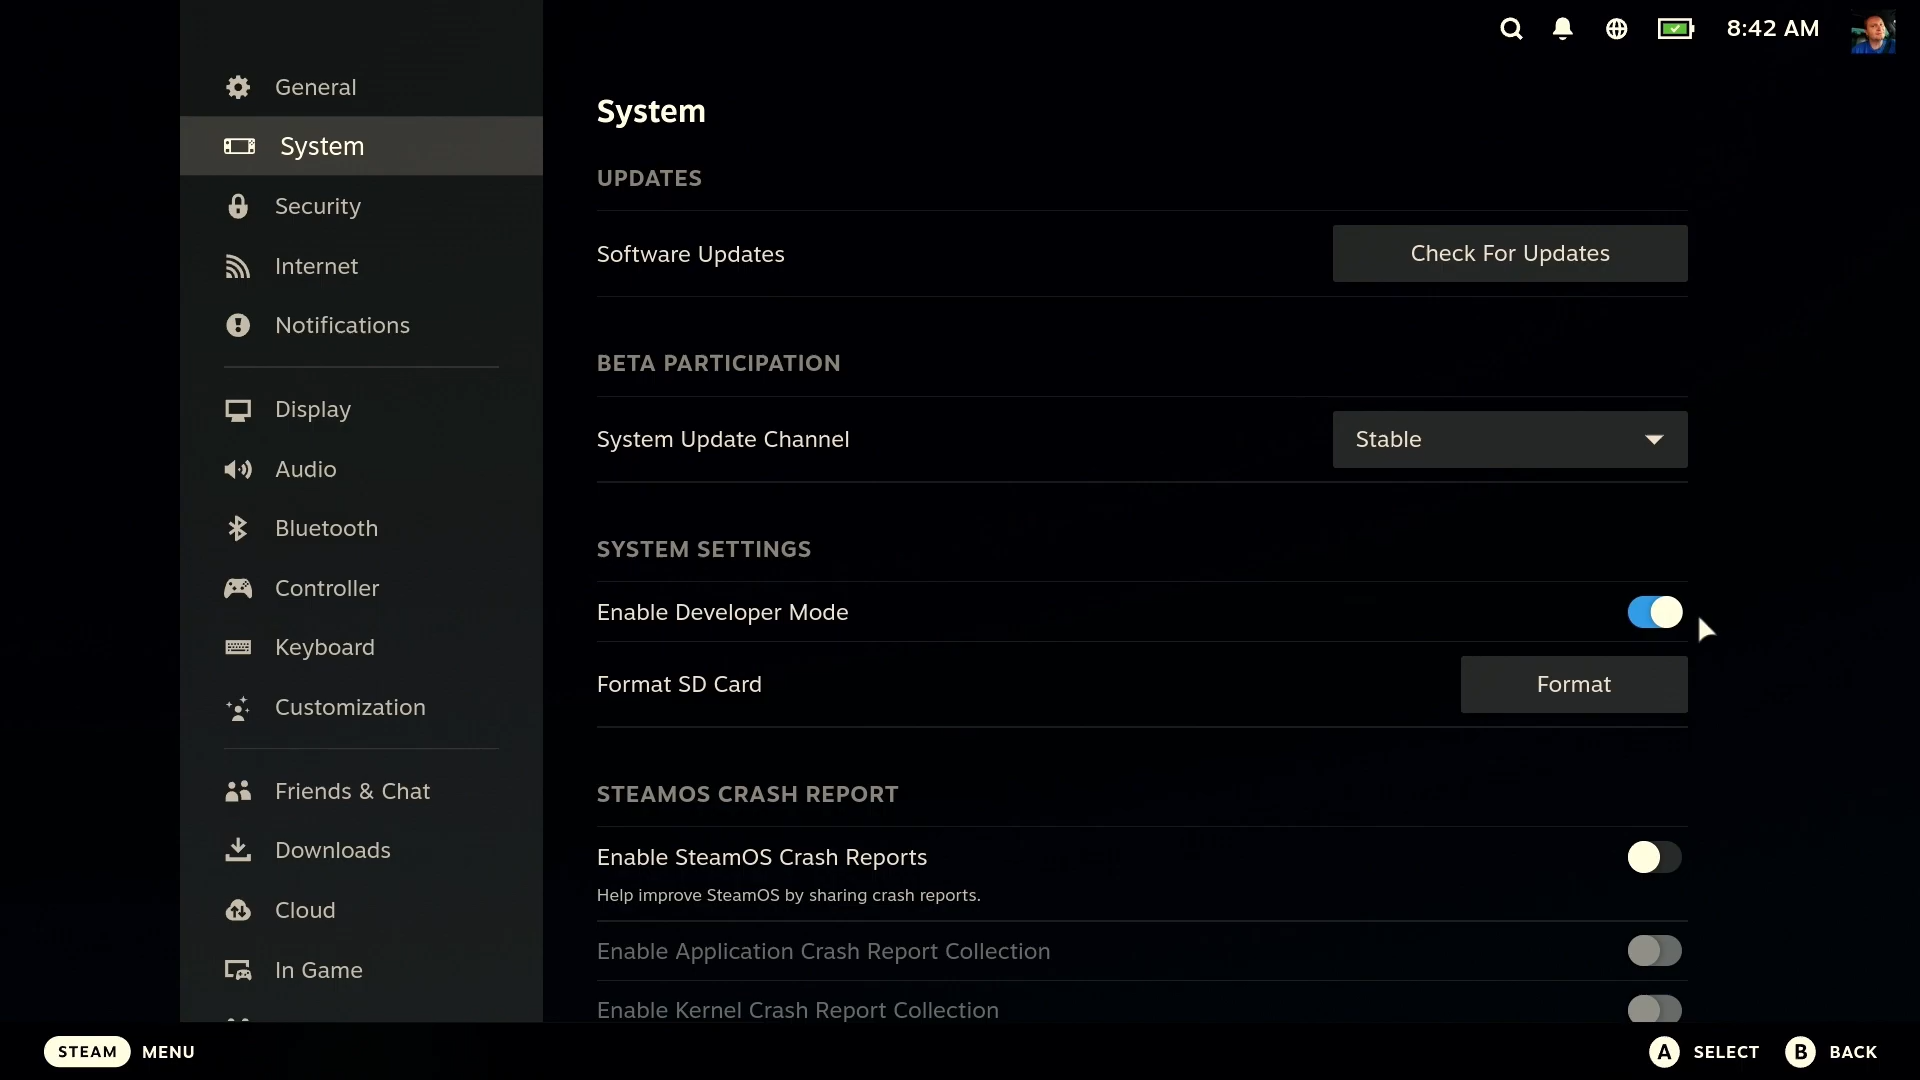 8:42 AM
General
System
Security
Internet
Notifications
Display
Audio
Bluetooth
Controller
Keyboard
Customization
Friends & Chat
Downloads
Cloud
In Game
System
UPDATES
Software Updates
Check For Updates
BETA PARTICIPATION
System Update Channel
Stable
SYSTEM SETTINGS
Enable Developer Mode
Format SD Card
Format
STEAMOS CRASH REPORT
Enable SteamOS Crash Reports
Help improve SteamOS by sharing crash reports.
Enable Application Crash Report Collection
Enable Kernel Crash Report Collection
STEAM MENU
A SELECT B BACK